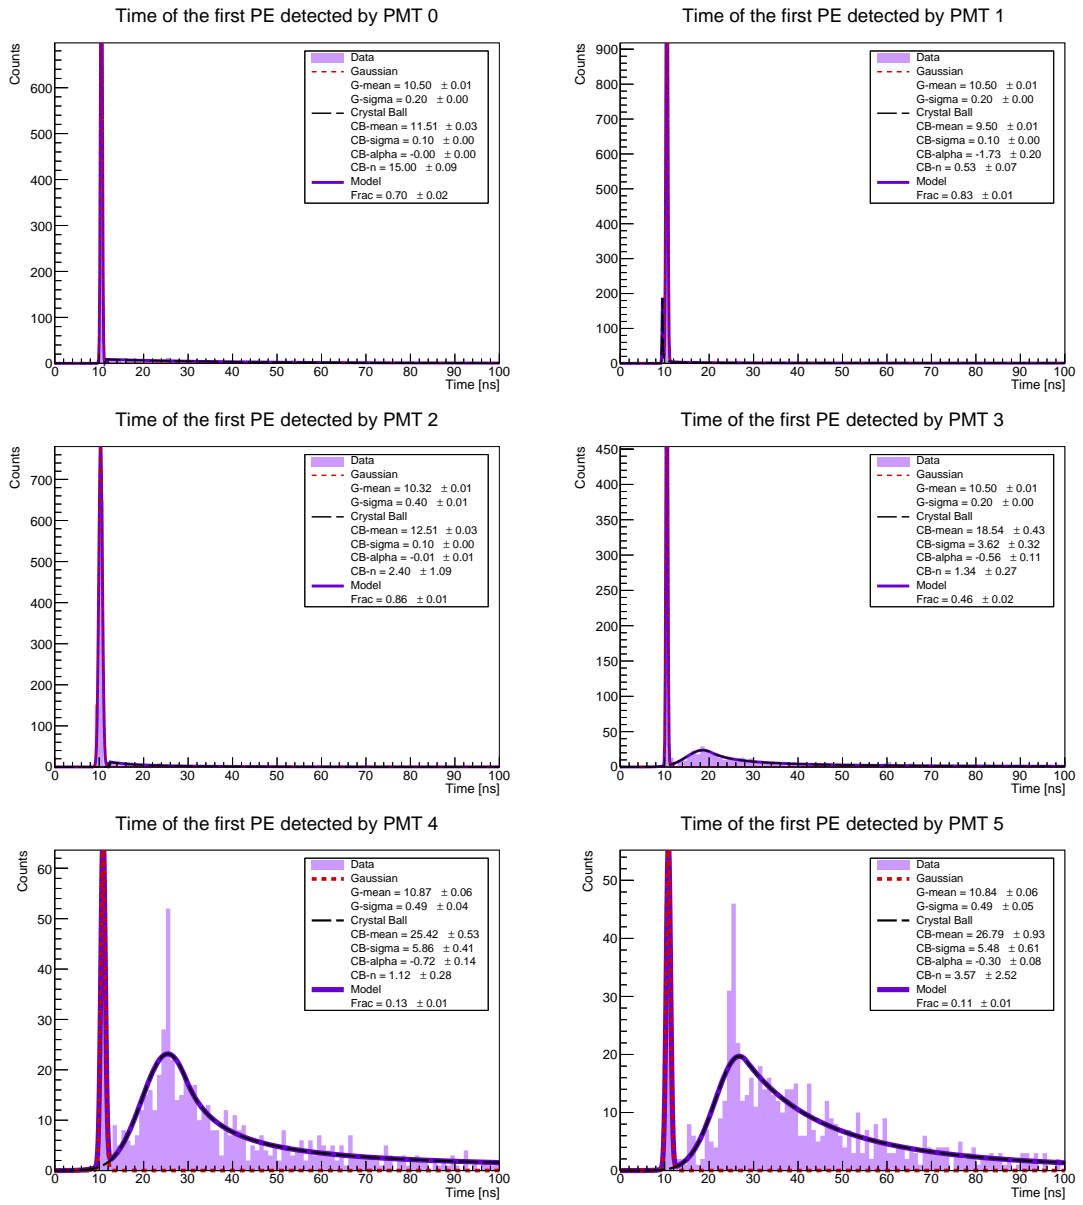 Time of the first PE detected by PMT 0
Counts
600
500
400
300
200
100
0
Data
Gaussian
G-mean = 10.50 ± 0.01
G-sigma = 0.20 ± 0.00
Crystal Ball
CB-mean = 11.51 ± 0.03
CB-sigma = 0.10 ± 0.00
CB-alpha = -0.00 ± 0.00
CB-n = 15.00 ± 0.09
Model
Frac = 0.70 ± 0.02
0 10 20 30 40 50 60 70 80 90 100
Time [ns]
Time of the first PE detected by PMT 1
Counts
900
800
700
600
500
400
300
200
100
0
Data
Gaussian
G-mean = 10.50 ± 0.01
G-sigma = 0.20 ± 0.00
Crystal Ball
CB-mean = 9.50 ± 0.01
CB-sigma = 0.10 ± 0.00
CB-alpha = -1.73 ± 0.20
CB-n = 0.53 ± 0.07
Model
Frac = 0.83 ± 0.01
0 10 20 30 40 50 60 70 80 90 100
Time [ns]
Time of the first PE detected by PMT 2
Counts
700
600
500
400
300
200
100
0
Data
Gaussian
G-mean = 10.32 ± 0.01
G-sigma = 0.40 ± 0.01
Crystal Ball
CB-mean = 12.51 ± 0.03
CB-sigma = 0.10 ± 0.00
CB-alpha = -0.01 ± 0.01
CB-n = 2.40 ± 1.09
Model
Frac = 0.86 ± 0.01
0 10 20 30 40 50 60 70 80 90 100
Time [ns]
Time of the first PE detected by PMT 3
Counts
450
400
350
300
250
200
150
100
50
0
Data
Gaussian
G-mean = 10.50 ± 0.01
G-sigma = 0.20 ± 0.00
Crystal Ball
CB-mean = 18.54 ± 0.43
CB-sigma = 3.62 ± 0.32
CB-alpha = -0.56 ± 0.11
CB-n = 1.34 ± 0.27
Model
Frac = 0.46 ± 0.02
0 10 20 30 40 50 60 70 80 90 100
Time [ns]
Time of the first PE detected by PMT 4
Counts
60
50
40
30
20
10
0
Data
Gaussian
G-mean = 10.87 ± 0.06
G-sigma = 0.49 ± 0.04
Crystal Ball
CB-mean = 25.42 ± 0.53
CB-sigma = 5.86 ± 0.41
CB-alpha = -0.72 ± 0.14
CB-n = 1.12 ± 0.28
Model
Frac = 0.13 ± 0.01
0 10 20 30 40 50 60 70 80 90 100
Time [ns]
Time of the first PE detected by PMT 5
Counts
50
40
30
20
10
0
Data
Gaussian
G-mean = 10.84 ± 0.06
G-sigma = 0.49 ± 0.05
Crystal Ball
CB-mean = 26.79 ± 0.93
CB-sigma = 5.48 ± 0.61
CB-alpha = -0.30 ± 0.08
CB-n = 3.57 ± 2.52
Model
Frac = 0.11 ± 0.01
0 10 20 30 40 50 60 70 80 90 100
Time [ns]